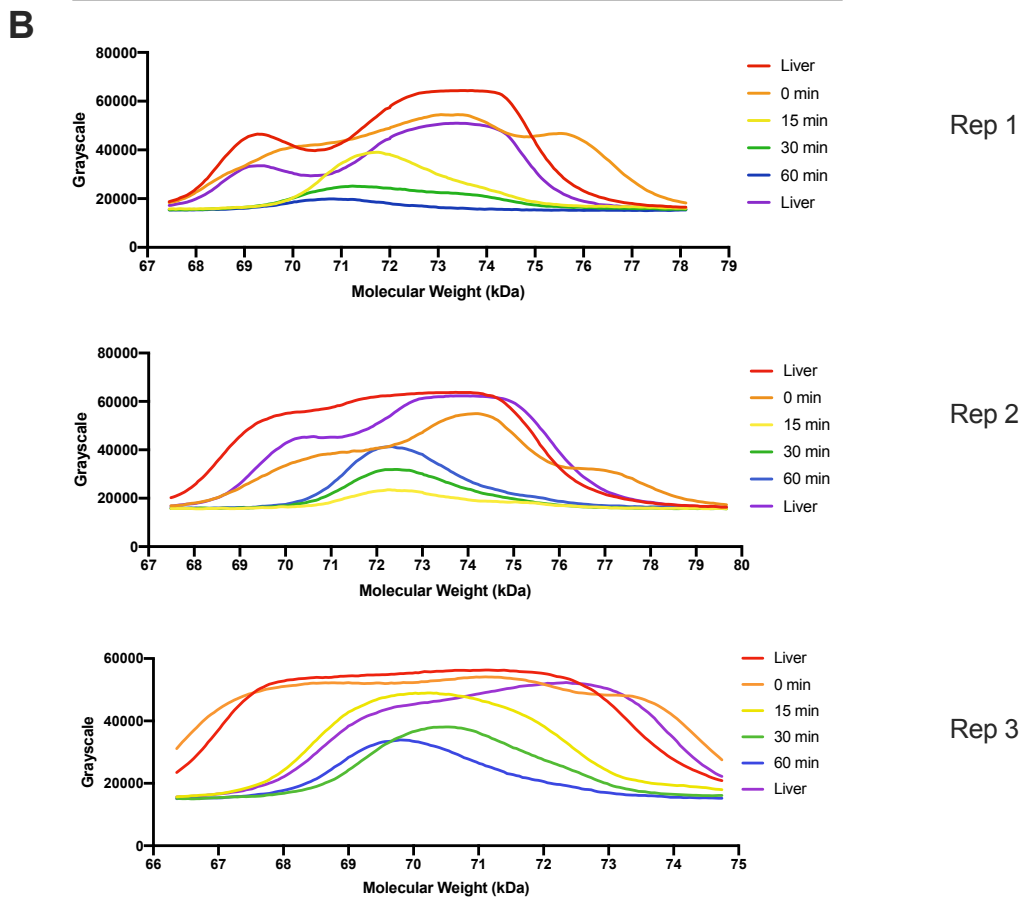 B
80000
60000
40000
20000
0
Grayscale
67 68 69 70 71 72 73 74 75 76 77 78 79
Molecular Weight (kDa)
Liver
0 min
15 min
30 min
60 min
Liver
Rep 1
80000
60000
40000
20000
0
Grayscale
67 68 69 70 71 72 73 74 75 76 77 78 79 80
Molecular Weight (kDa)
Liver
0 min
15 min
30 min
60 min
Liver
Rep 2
60000
40000
20000
0
Grayscale
66 67 68 69 70 71 72 73 74 75
Molecular Weight (kDa)
Liver
0 min
15 min
30 min
60 min
Liver
Rep 3